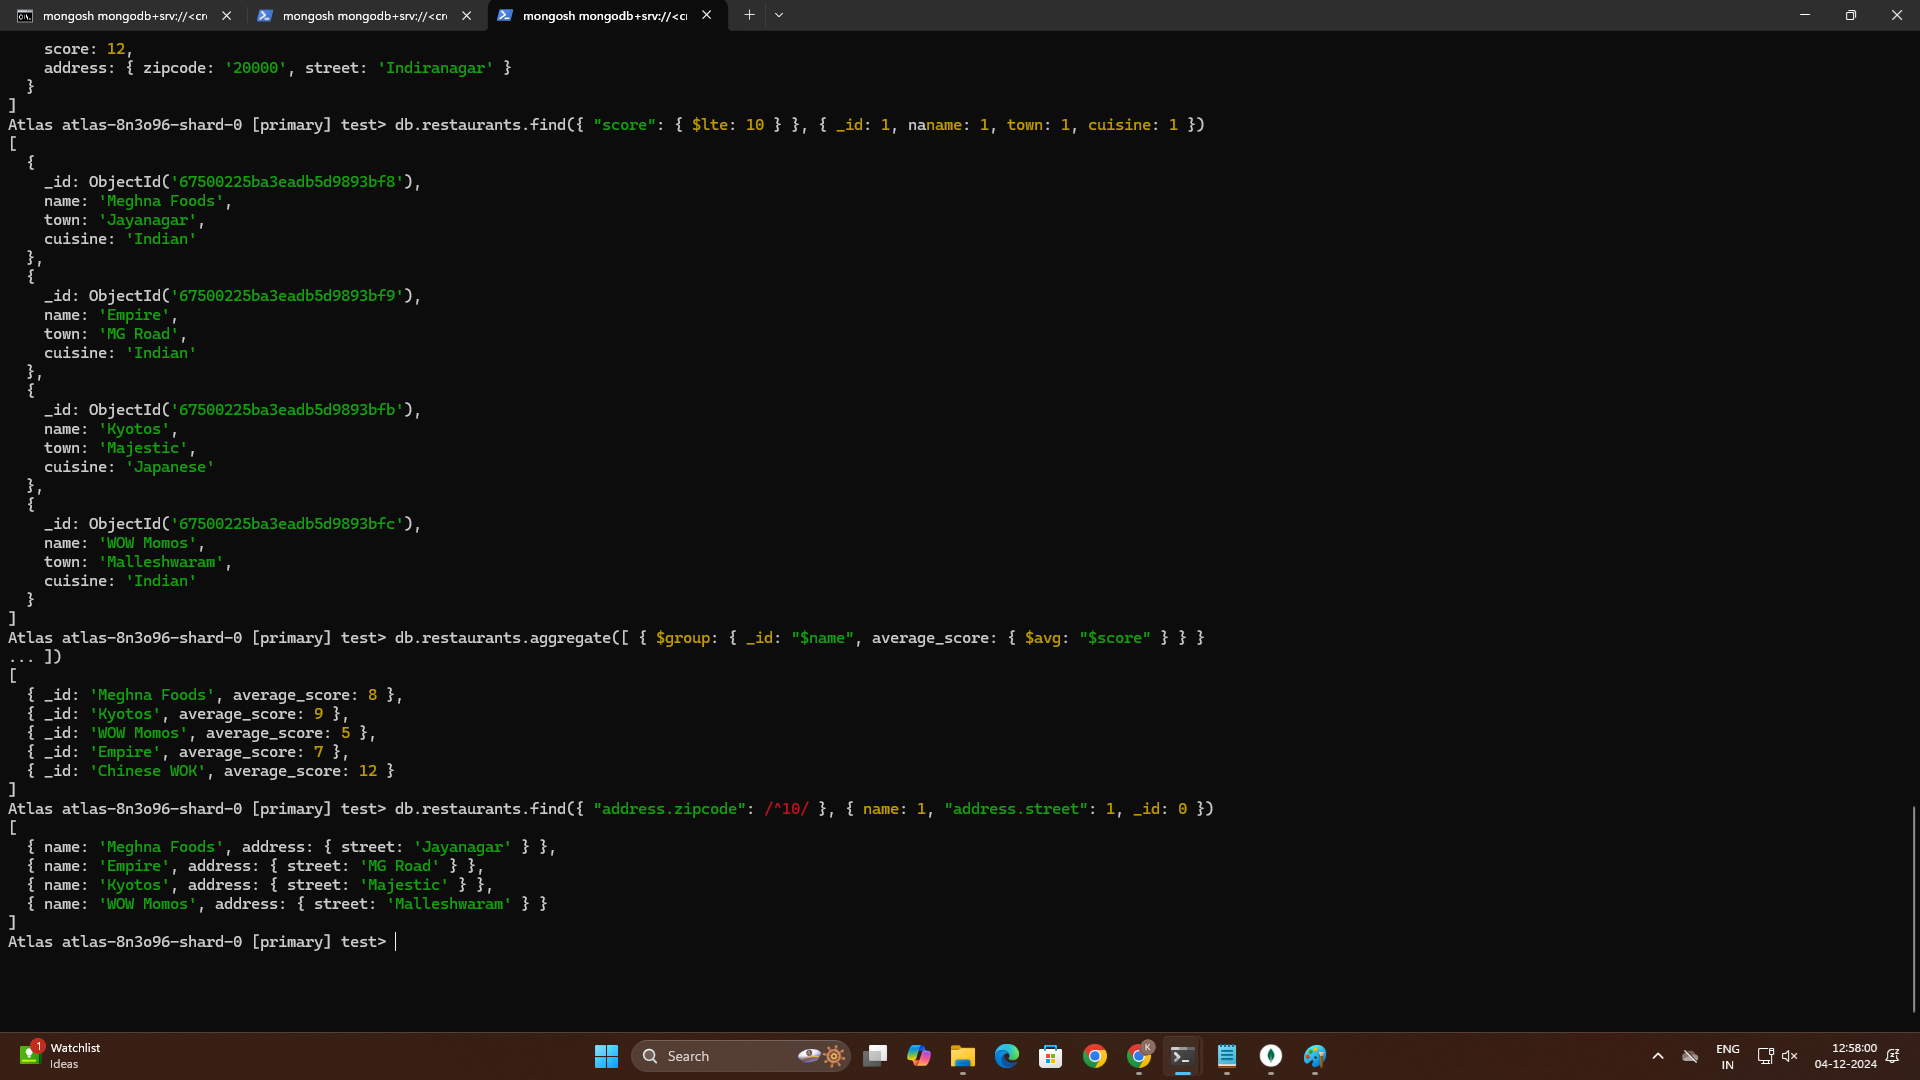 mongosh mongodb+srv://<cre
mongosh mongodb+srv://<cre
mongosh mongodb+srv://<cr
    score: 12,
    address: { zipcode: '20000', street: 'Indiranagar' }
  }
]
Atlas atlas-8n3o96-shard-0 [primary] test> db.restaurants.find({ "score": { $lte: 10 } }, { _id: 1, naname: 1, town: 1, cuisine: 1 })
[
  {
    _id: ObjectId('67500225ba3eadb5d9893bf8'),
    name: 'Meghna Foods',
    town: 'Jayanagar',
    cuisine: 'Indian'
  },
  {
    _id: ObjectId('67500225ba3eadb5d9893bf9'),
    name: 'Empire',
    town: 'MG Road',
    cuisine: 'Indian'
  },
  {
    _id: ObjectId('67500225ba3eadb5d9893bfb'),
    name: 'Kyotos',
    town: 'Majestic',
    cuisine: 'Japanese'
  },
  {
    _id: ObjectId('67500225ba3eadb5d9893bfc'),
    name: 'WOW Momos',
    town: 'Malleshwaram',
    cuisine: 'Indian'
  }
]
Atlas atlas-8n3o96-shard-0 [primary] test> db.restaurants.aggregate([ { $group: { _id: "$name", average_score: { $avg: "$score" } } }
... ])
[
  { _id: 'Meghna Foods', average_score: 8 },
  { _id: 'Kyotos', average_score: 9 },
  { _id: 'WOW Momos', average_score: 5 },
  { _id: 'Empire', average_score: 7 },
  { _id: 'Chinese WOK', average_score: 12 }
]
Atlas atlas-8n3o96-shard-0 [primary] test> db.restaurants.find({ "address.zipcode": /^10/ }, { name: 1, "address.street": 1, _id: 0 })
[
  { name: 'Meghna Foods', address: { street: 'Jayanagar' } },
  { name: 'Empire', address: { street: 'MG Road' } },
  { name: 'Kyotos', address: { street: 'Majestic' } },
  { name: 'WOW Momos', address: { street: 'Malleshwaram' } }
]
Atlas atlas-8n3o96-shard-0 [primary] test>
1
Watchlist
Ideas
Search
K
ENG
IN
12:58:00
04-12-2024